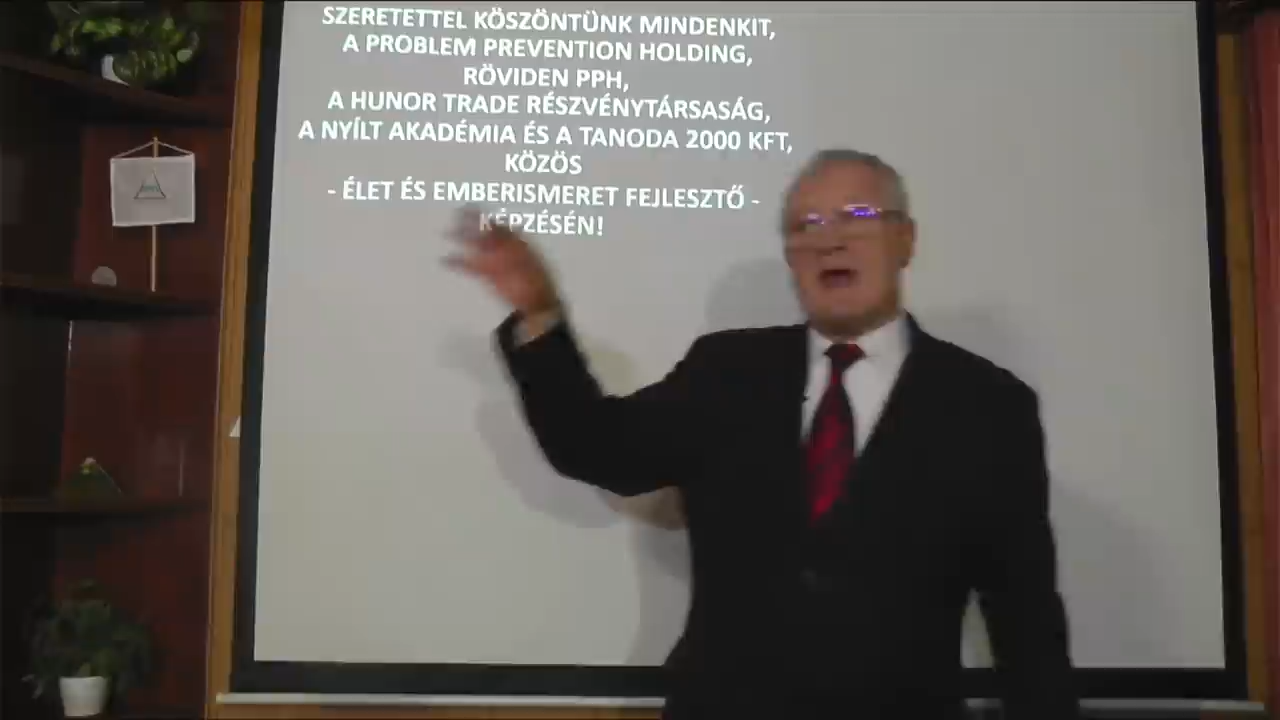 SZERETETTEL KÖSZÖNTÜNK MINDENKIT,
A PROBLEM PREVENTION HOLDING,
RÖVIDEN PPH,
A HUNOR TRADE RÉSZVÉNYTÁRSASÁG,
A NYÍLT AKADÉMIA ÉS A TANODA 2000 KFT,
KÖZÖS
- ÉLET ÉS EMBERISMERET FEJLESZTŐ -
KÉPZÉSÉN!